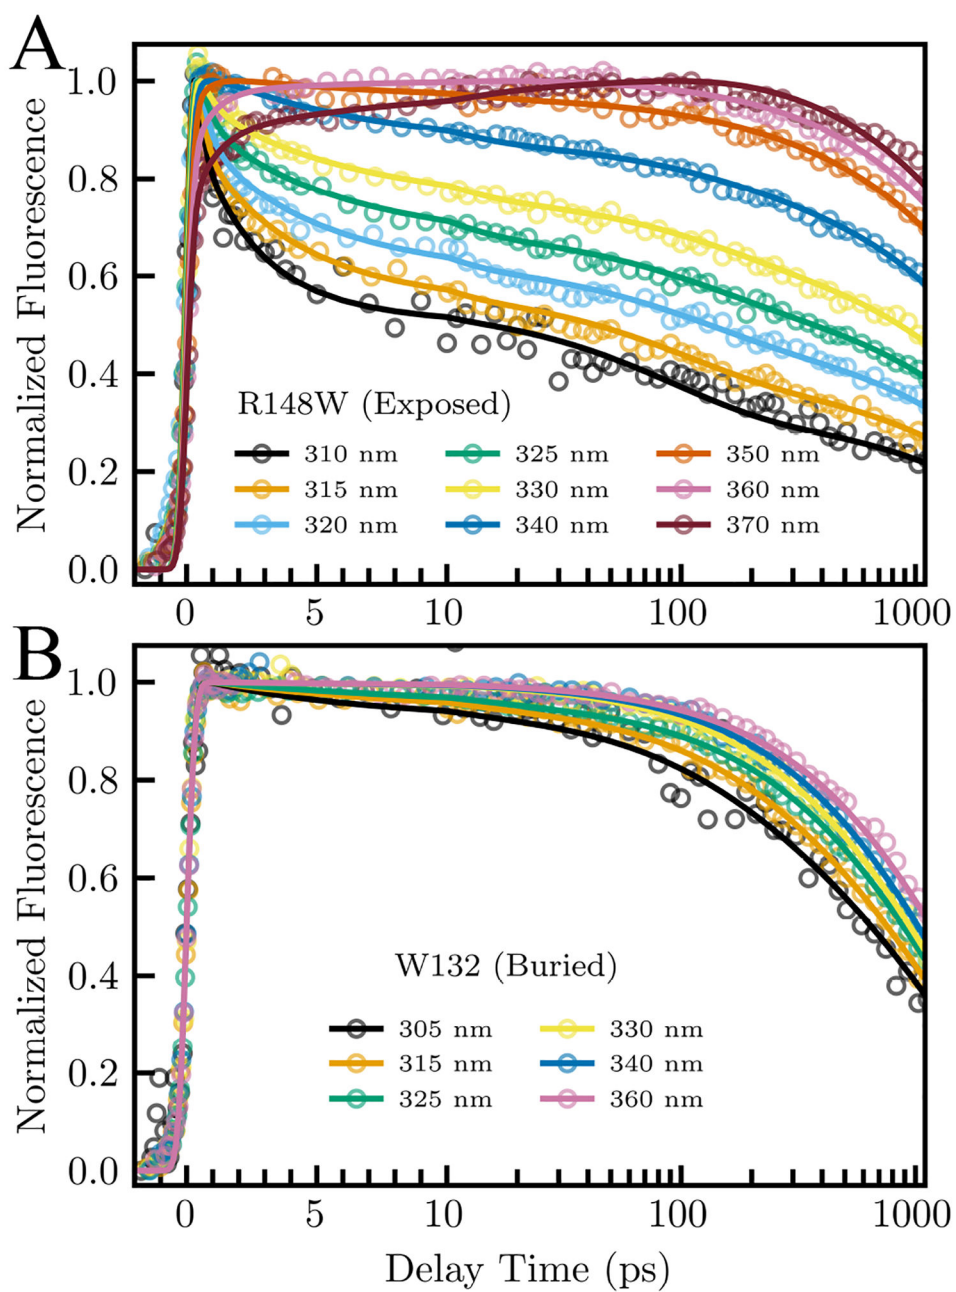 A
Normalized Fluorescence
1.0
0.8
0.6
0.4
0.2
0.0
R148W (Exposed)
310 nm 325 nm 350 nm
315 nm 330 nm 360 nm
320 nm 340 nm 370 nm
0 5 10 100 1000
B
Normalized Fluorescence
1.0
0.8
0.6
0.4
0.2
0.0
W132 (Buried)
305 nm 330 nm
315 nm 340 nm
325 nm 360 nm
0 5 10 100 1000
Delay Time (ps)